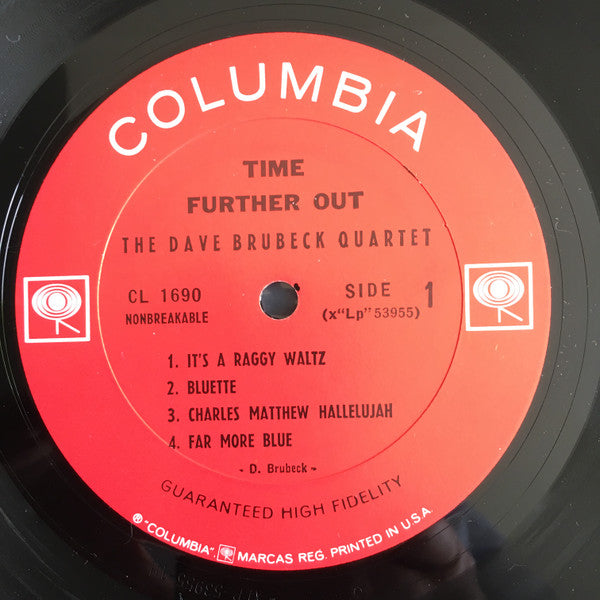 COLUMBIA
TIME
FURTHER OUT
THE DAVE BRUBECK QUARTET
CL 1690
NONBREAKABLE
SIDE 1
(x"Lp" 53955)
1. IT'S A RAGGY WALTZ
2. BLUETTE
3. CHARLES MATTHEW HALLELUJAH
4. FAR MORE BLUE
- D. Brubeck -
GUARANTEED HIGH FIDELITY
® "COLUMBIA", MARCAS REG. PRINTED IN U.S.A.